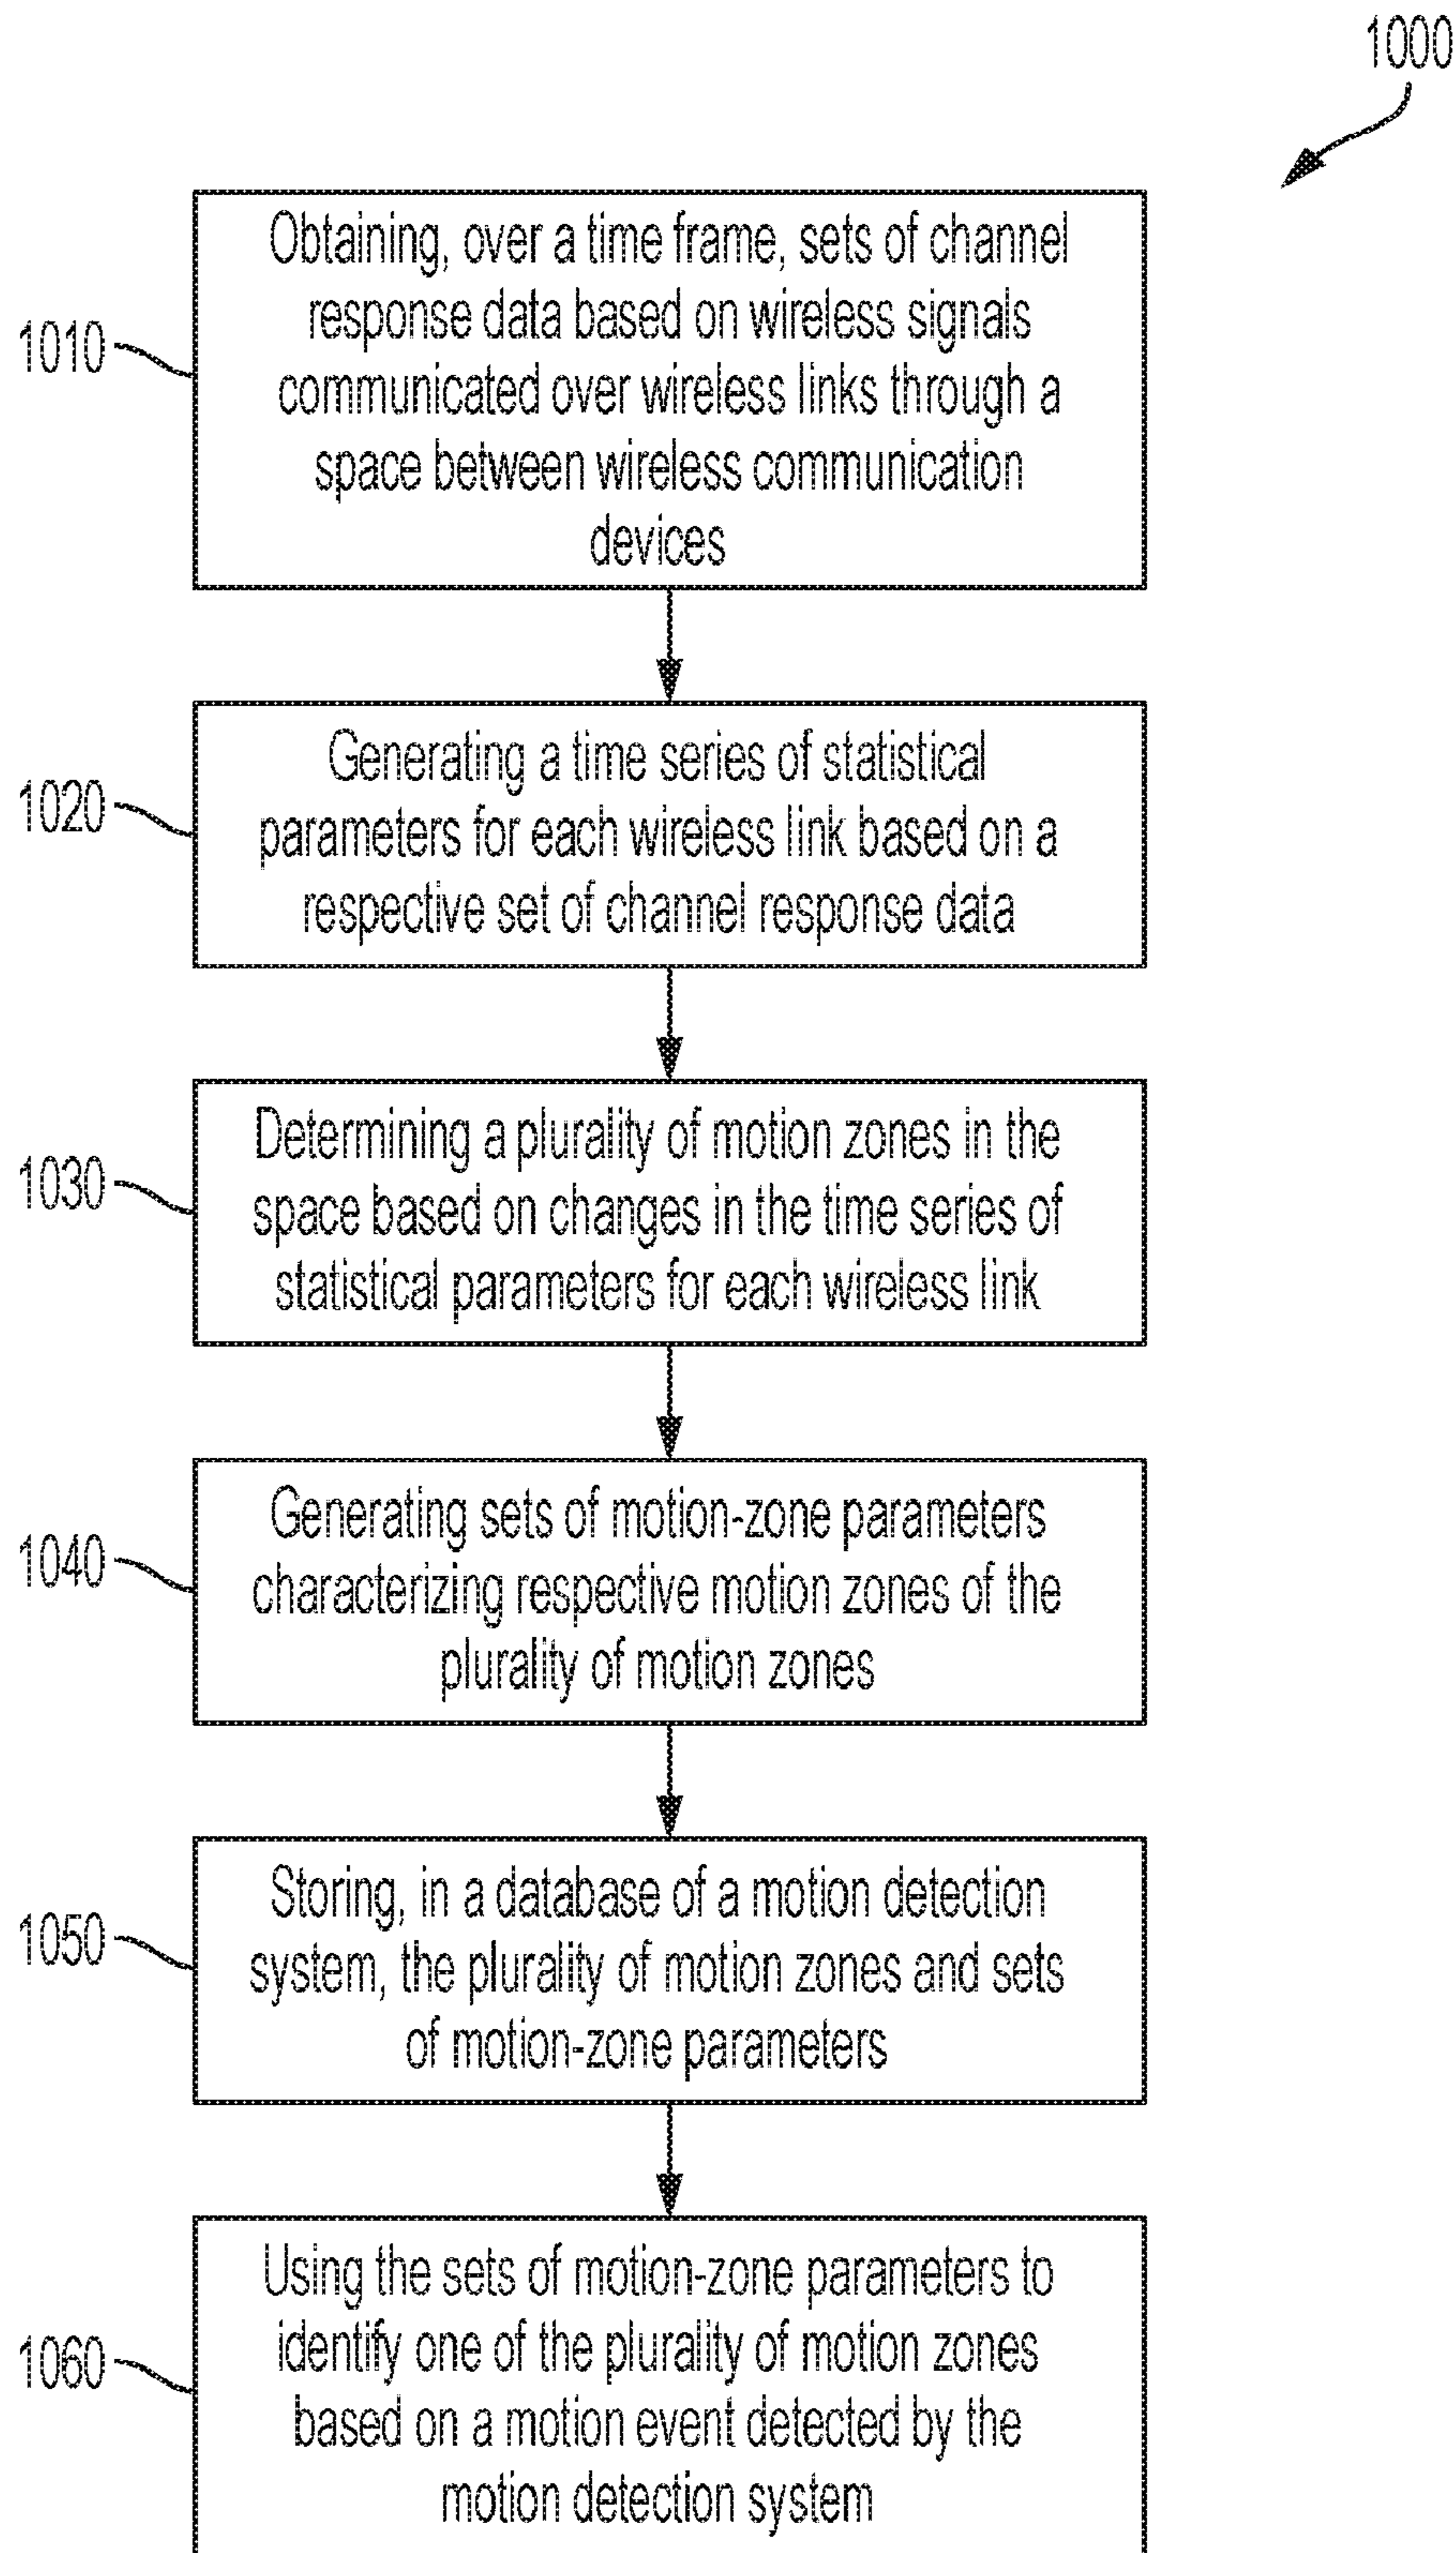 1000
1010
Obtaining, over a time frame, sets of channel
response data based on wireless signals
communicated over wireless links through a
space between wireless communication
devices
1020
Generating a time series of statistical
parameters for each wireless link based on a
respective set of channel response data
1030
Determining a plurality of motion zones in the
space based on changes in the time series of
statistical parameters for each wireless link
1040
Generating sets of motion-zone parameters
characterizing respective motion zones of the
plurality of motion zones
1050
Storing, in a database of a motion detection
system, the plurality of motion zones and sets
of motion-zone parameters
1060
Using the sets of motion-zone parameters to
identify one of the plurality of motion zones
based on a motion event detected by the
motion detection system